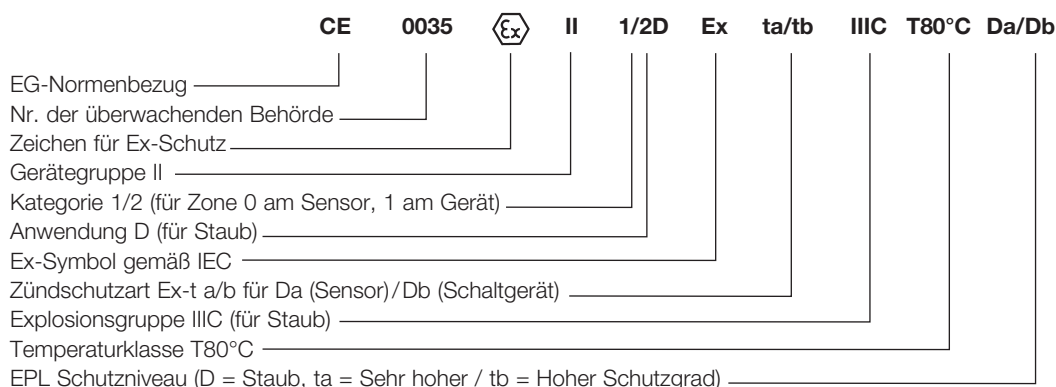 CE 0035 Ex II 1/2D Ex ta/tb IIIC T80°C Da/Db
EG-Normenbezug
Nr. der überwachenden Behörde
Zeichen für Ex-Schutz
Gerätegruppe II
Kategorie 1/2 (für Zone 0 am Sensor, 1 am Gerät)
Anwendung D (für Staub)
Ex-Symbol gemäß IEC
Zündschutzart Ex-t a/b für Da (Sensor)/Db (Schaltgerät)
Explosionsgruppe IIIC (für Staub)
Temperaturklasse T80°C
EPL Schutzniveau (D = Staub, ta = Sehr hoher / tb = Hoher Schutzgrad)